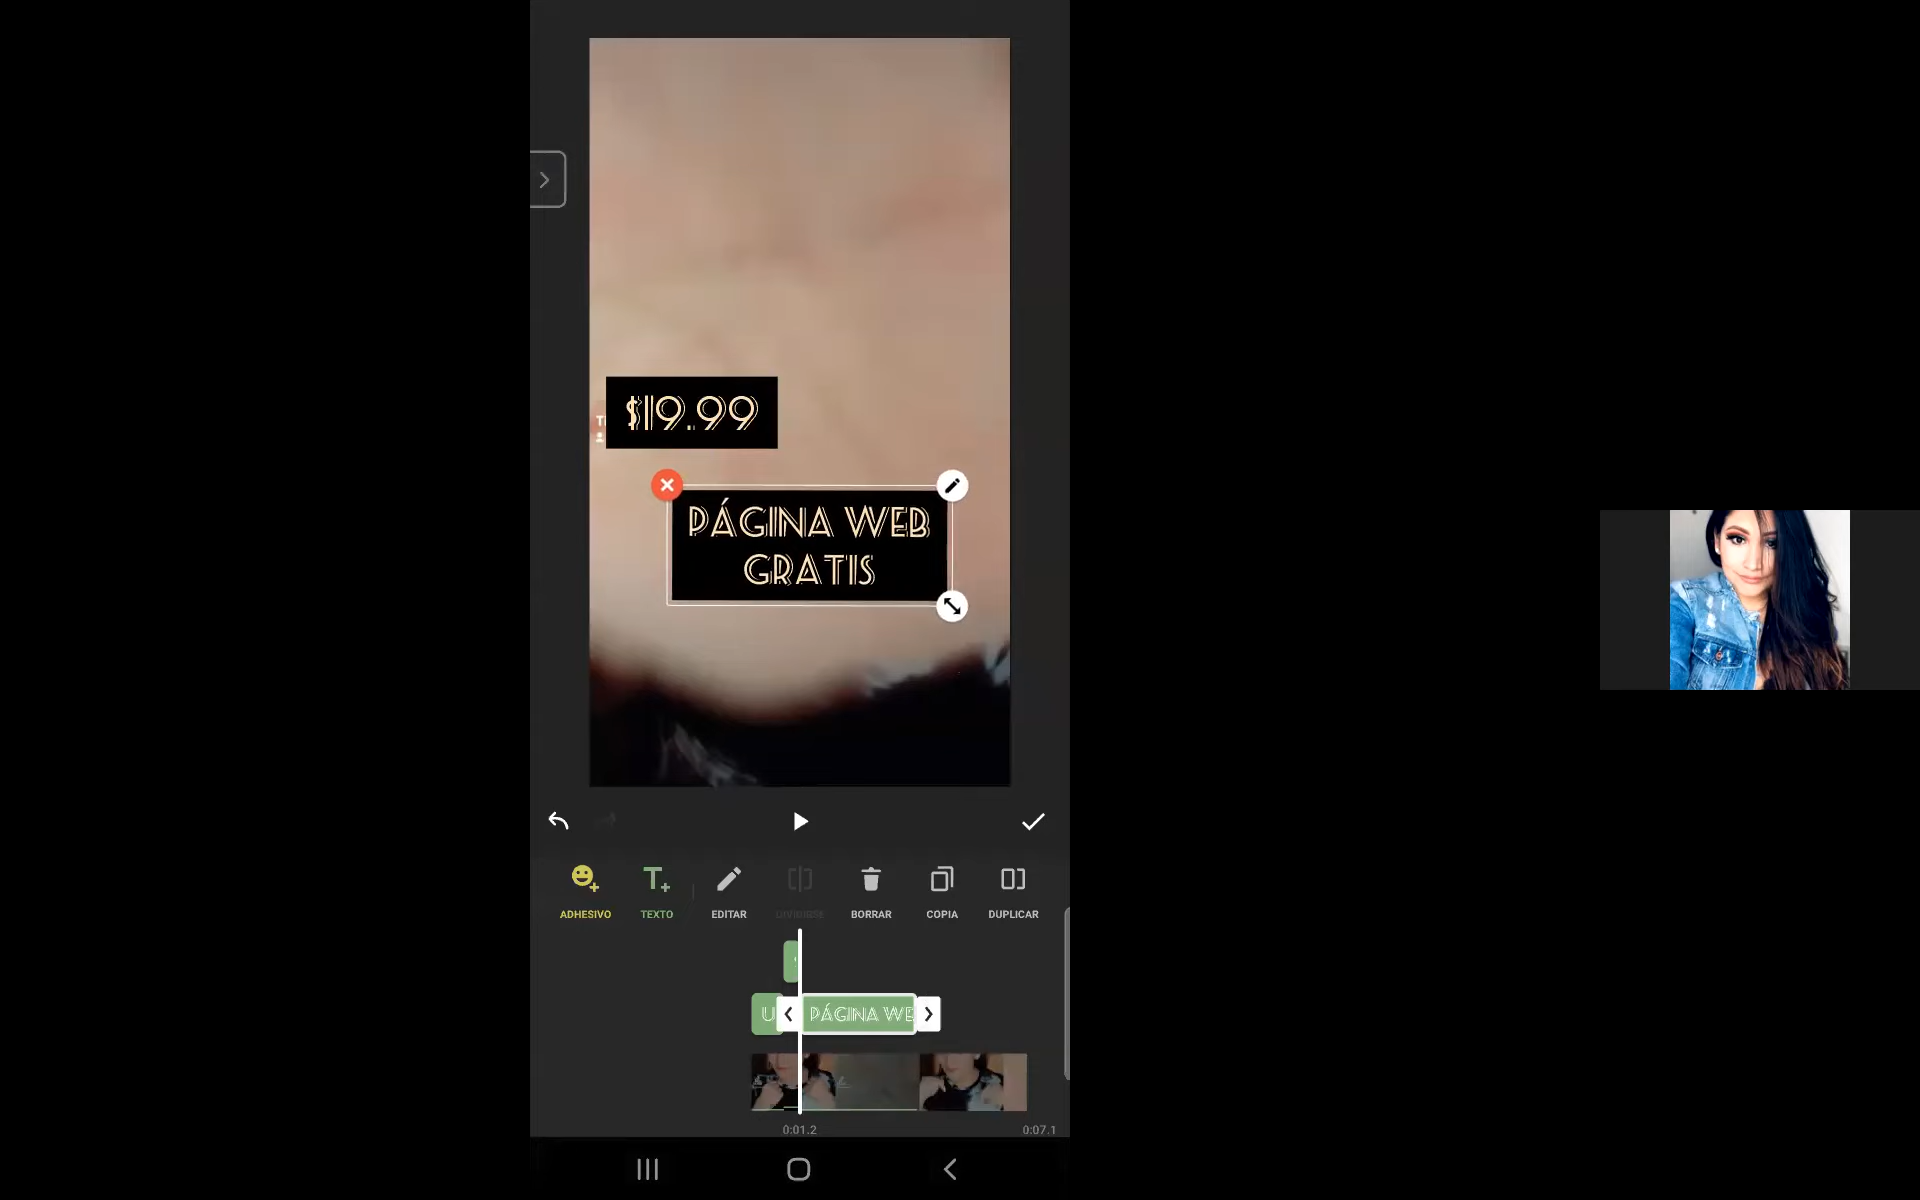 $19.99
PÁGINA WEB
GRATIS
ADHESIVO
TEXTO
EDITAR
DIVIDIRSE
BORRAR
COPIA
DUPLICAR
U
PÁGINA WE
0:01.2
0:07.1